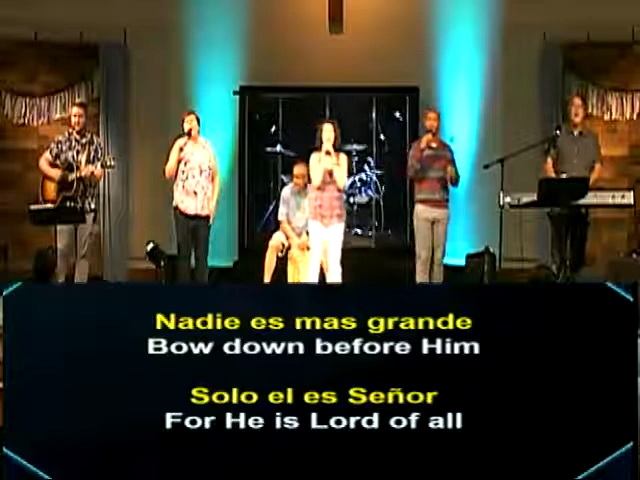 Nadie es mas grande
Bow down before Him
Solo el es Señor
For He is Lord of all